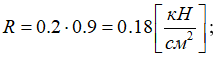 R = 0.2 · 0.9 = 0.18[кН/см²];